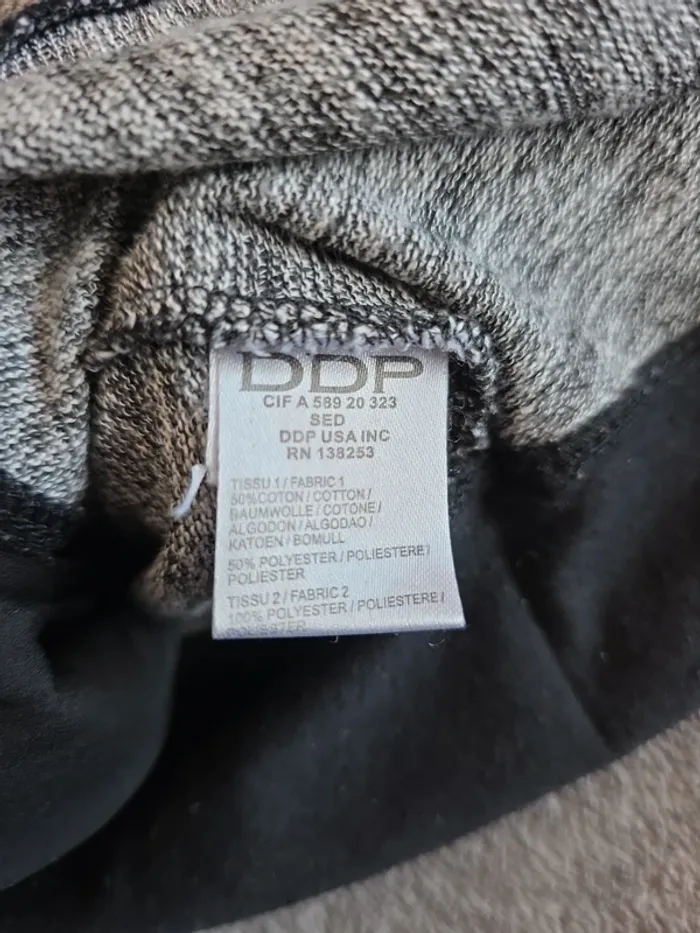 DDP
CIF A 589 20 323
SED
DDP USA INC
RN 138253
TISSU 1 / FABRIC 1
50%COTON / COTTON /
BAUMWOLLE / COTONE /
ALGODON / ALGODAO /
KATOEN / BOMULL
50% POLYESTER / POLIESTERE /
POLIESTER
TISSU 2 / FABRIC 2
100% POLYESTER / POLIESTERE /
POLIESTER